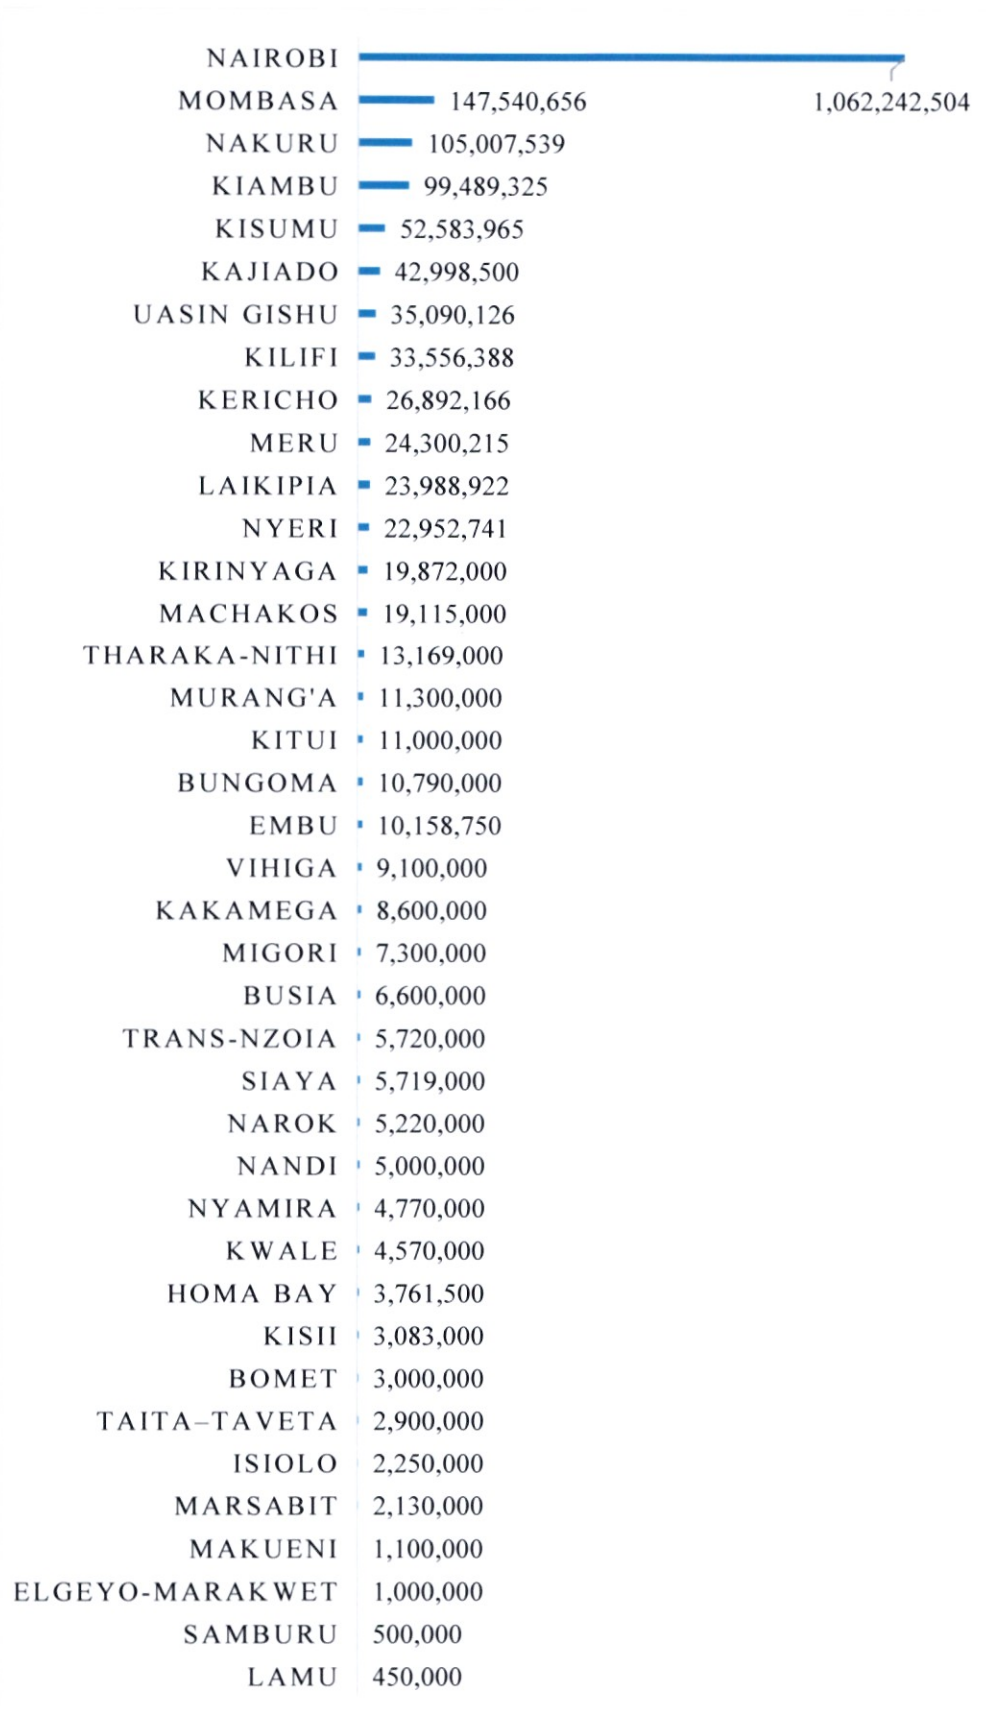 NAIROBI
MOMBASA 147,540,656 1,062,242,504
NAKURU 105,007,539
KIAMBU 99,489,325
KISUMU 52,583,965
KAJIADO 42,998,500
UASIN GISHU 35,090,126
KILIFI 33,556,388
KERICHO 26,892,166
MERU 24,300,215
LAIKIPIA 23,988,922
NYERI 22,952,741
KIRINYAGA 19,872,000
MACHAKOS 19,115,000
THARAKA-NITHI 13,169,000
MURANG'A 11,300,000
KITUI 11,000,000
BUNGOMA 10,790,000
EMBU 10,158,750
VIHIGA 9,100,000
KAKAMEGA 8,600,000
MIGORI 7,300,000
BUSIA 6,600,000
TRANS-NZOIA 5,720,000
SIAYA 5,719,000
NAROK 5,220,000
NANDI 5,000,000
NYAMIRA 4,770,000
KWALE 4,570,000
HOMA BAY 3,761,500
KISII 3,083,000
BOMET 3,000,000
TAITA–TAVETA 2,900,000
ISIOLO 2,250,000
MARSABIT 2,130,000
MAKUENI 1,100,000
ELGEYO-MARAKWET 1,000,000
SAMBURU 500,000
LAMU 450,000